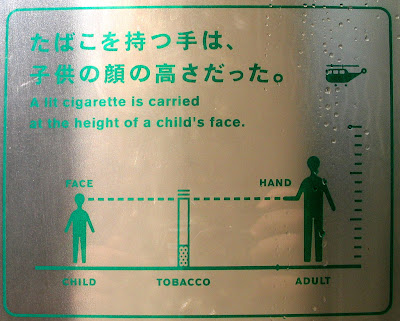 たばこを持つ手は、
子供の顔の高さだった。
A lit cigarette is carried
at the height of a child's face.
FACE
HAND
CHILD
TOBACCO
ADULT